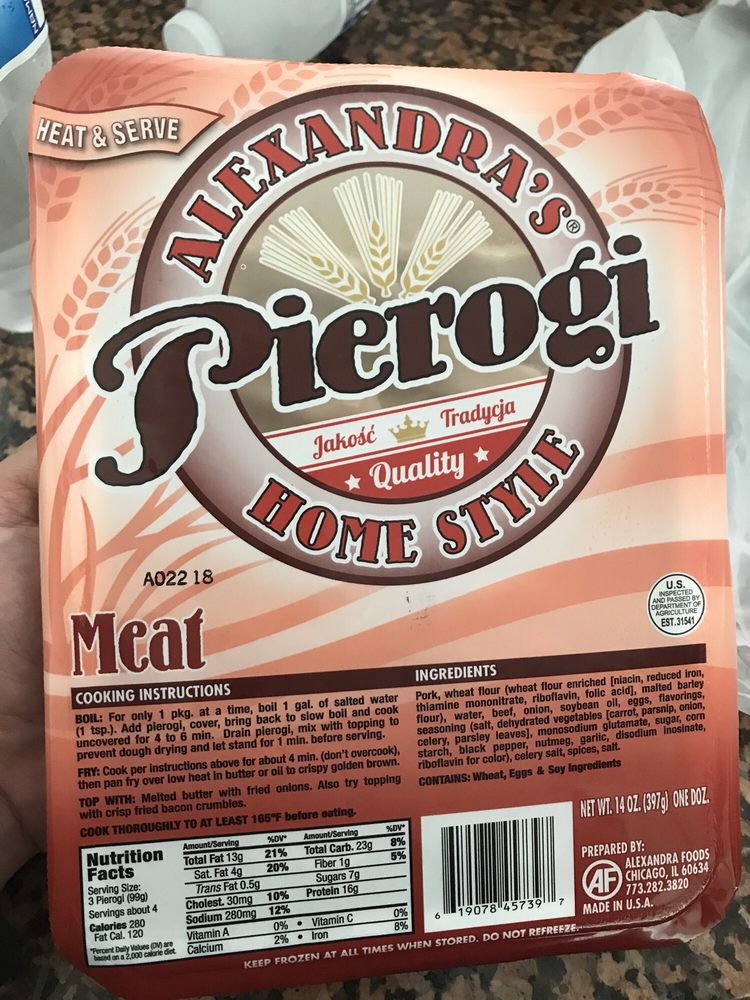 HEAT & SERVE
ALEXANDRA'S®
Pierogi
Jakość Tradycja
Quality
HOME STYLE
A022 18
Meat
U.S.
INSPECTED
AND PASSED BY
DEPARTMENT OF
AGRICULTURE
EST. 31541
COOKING INSTRUCTIONS
BOIL: For only 1 pkg. at a time, boil 1 gal. of salted water
(1 tsp.). Add pierogi, cover, bring back to slow boil and cook
uncovered for 4 to 6 min. Drain pierogi, mix with topping to
prevent dough drying and let stand for 1 min. before serving.
FRY: Cook per instructions above for about 4 min. (don't overcook),
then pan fry over low heat in butter or oil to crispy golden brown.
TOP WITH: Melted butter with fried onions. Also try topping
with crisp fried bacon crumbles.
COOK THOROUGHLY TO AT LEAST 165°F before eating.
INGREDIENTS
Pork, wheat flour (wheat flour enriched [niacin, reduced iron,
thiamine mononitrate, riboflavin, folic acid], malted barley
flour), water, beef, onion, soybean oil, eggs, flavorings,
seasoning (salt, dehydrated vegetables [carrot, parsnip, onion,
celery, parsley leaves], monosodium glutamate, sugar, corn
starch, black pepper, nutmeg, garlic, disodium inosinate,
riboflavin for color), celery salt, spices, salt.
CONTAINS: Wheat, Eggs & Soy Ingredients
NET WT. 14 OZ. (397g) ONE DOZ.
Nutrition
Facts
Serving Size:
3 Pierogi (99g)
Servings about 4
Calories 280
Fat Cal. 120
*Percent Daily Values (DV) are
based on a 2,000 calorie diet.
Amount/Serving %DV* Amount/Serving %DV*
Total Fat 13g 21% Total Carb. 23g 8%
Sat. Fat 4g 20% Fiber 1g 5%
Trans Fat 0.5g Sugars 7g
Cholest. 30mg 10% Protein 16g
Sodium 280mg 12%
Vitamin A 0% • Vitamin C 0%
Calcium 2% • Iron 8%
6 19078 45739 7
PREPARED BY:
AF
ALEXANDRA FOODS
CHICAGO, IL 60634
773.282.3820
MADE IN U.S.A.
KEEP FROZEN AT ALL TIMES WHEN STORED. DO NOT REFREEZE.